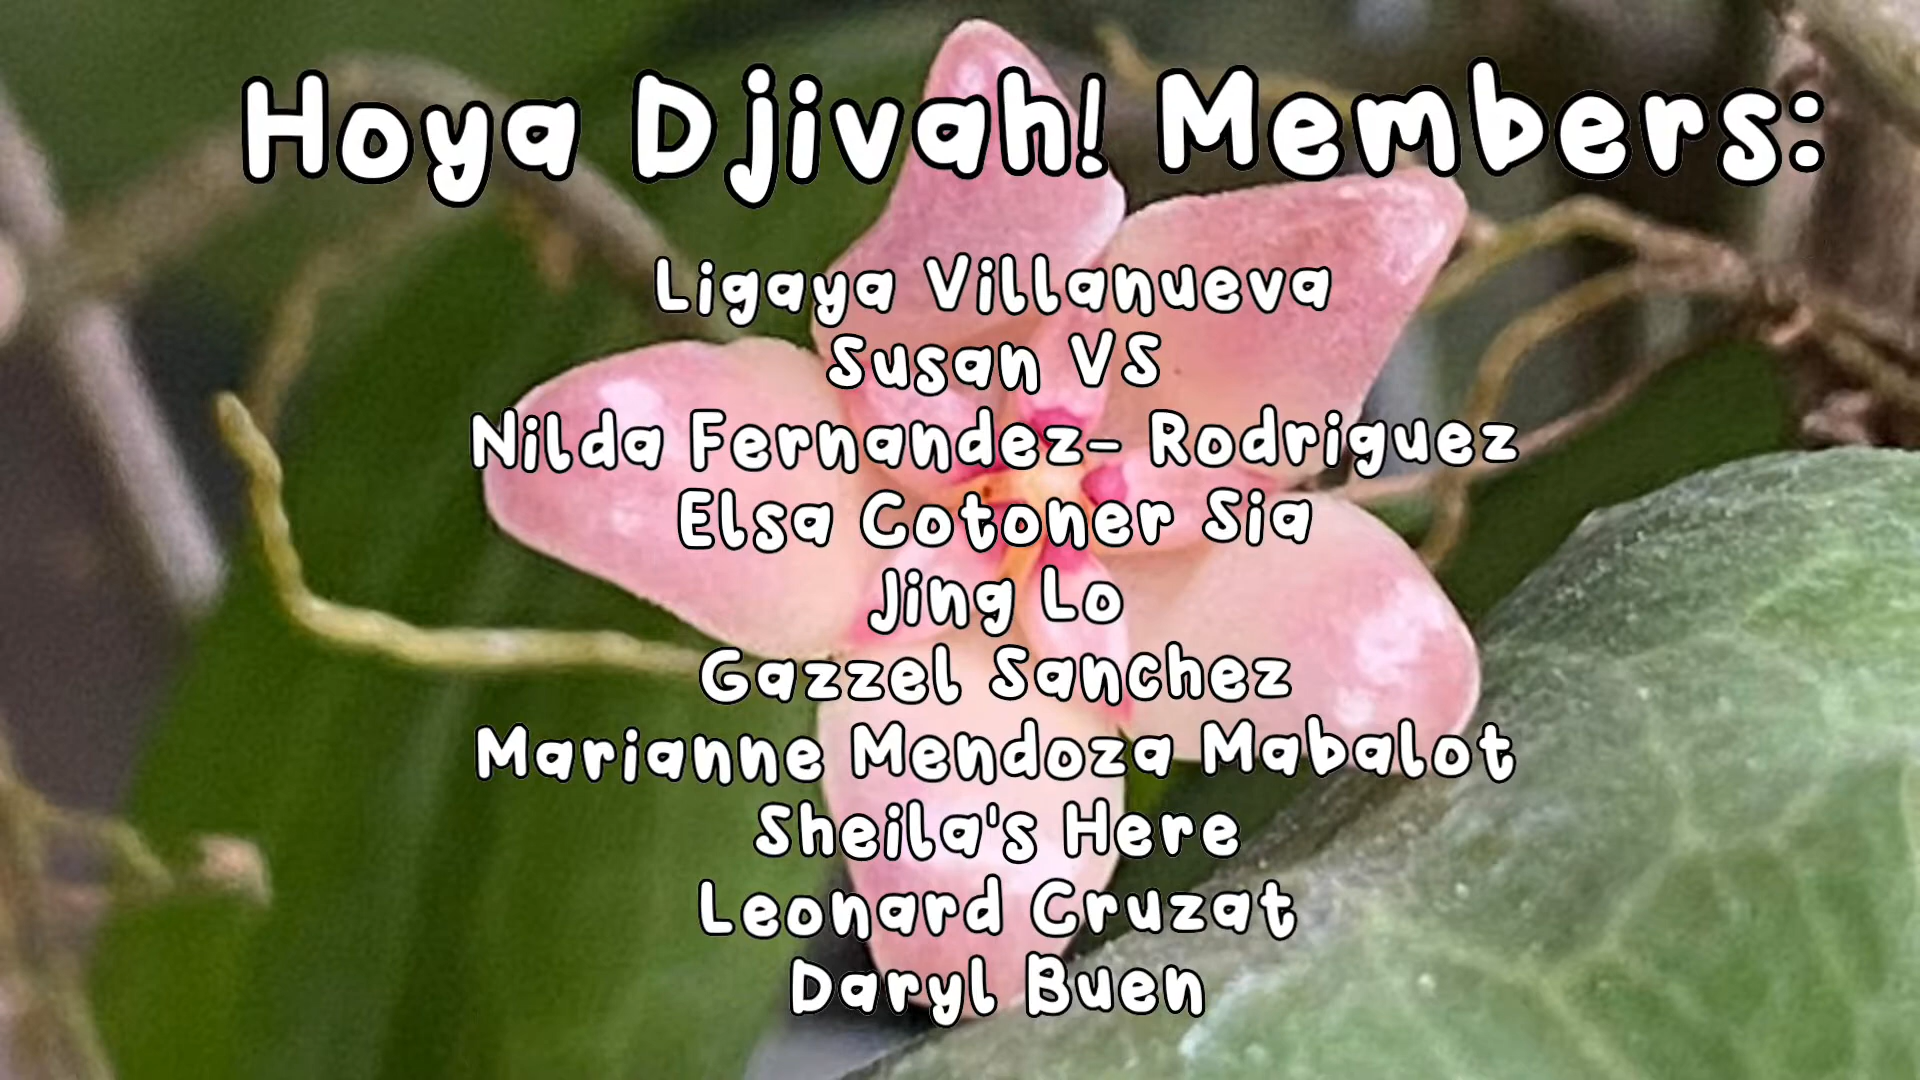 Hoya Djivah! Members:
Ligaya Villanueva
Susan VS
Nilda Fernandez- Rodriguez
Elsa Cotoner Sia
Jing Lo
Gazzel Sanchez
Marianne Mendoza Mabalot
Sheila's Here
Leonard Cruzat
Daryl Buen